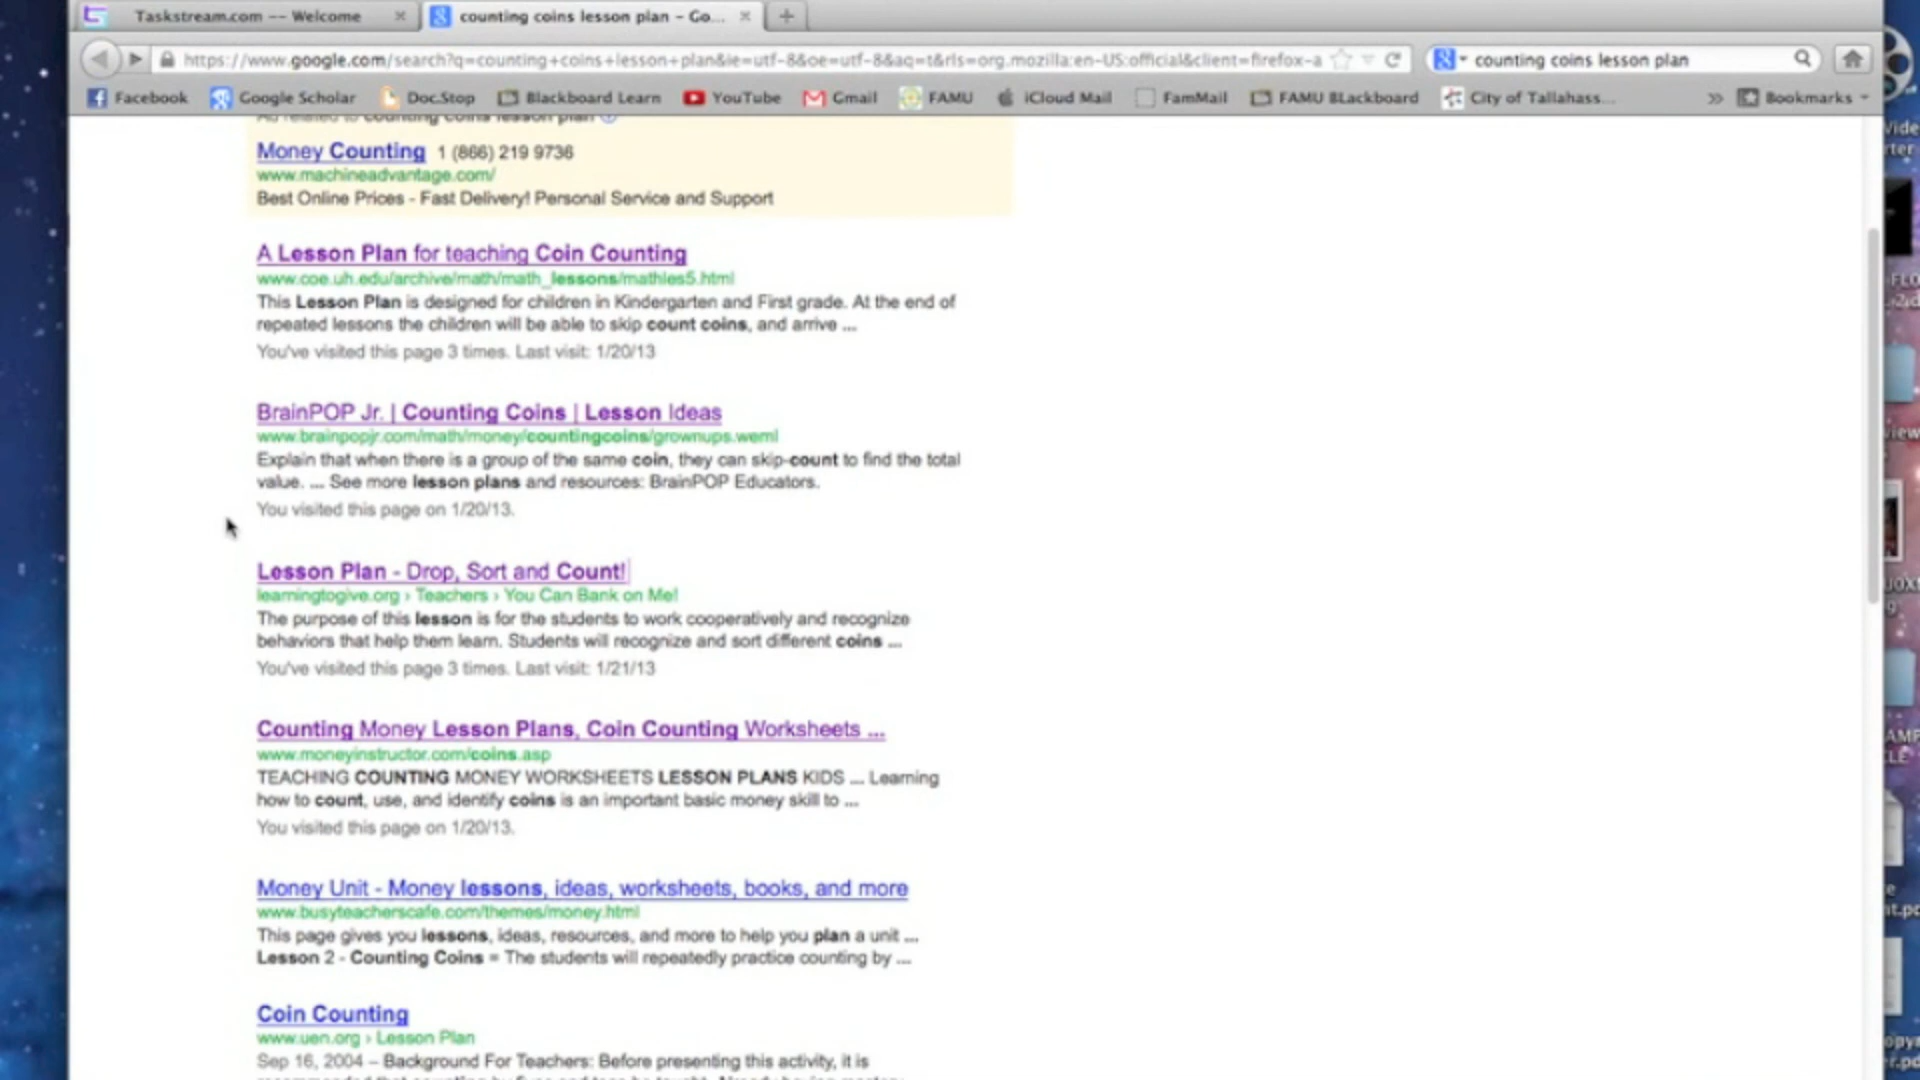 Taskstream.com -- Welcome
counting coins lesson plan - Go...
https://www.google.com/search?q=counting+coins+lesson+plan&ie=utf-8&oe=utf-8&aq=t&rls=org.mozilla:en-US:official&client=firefox-a
counting coins lesson plan
Facebook
Google Scholar
Doc.Stop
Blackboard Learn
YouTube
Gmail
FAMU
iCloud Mail
FamMail
FAMU BLackboard
City of Tallahass...
Bookmarks
Ad related to counting coins lesson plan
Money Counting 1 (866) 219 9736
www.machineadvantage.com/
Best Online Prices - Fast Delivery! Personal Service and Support
A Lesson Plan for teaching Coin Counting
www.coe.uh.edu/archive/math/math_lessons/mathles5.html
This Lesson Plan is designed for children in Kindergarten and First grade. At the end of
repeated lessons the children will be able to skip count coins, and arrive ...
You've visited this page 3 times. Last visit: 1/20/13
BrainPOP Jr. | Counting Coins | Lesson Ideas
www.brainpopjr.com/math/money/countingcoins/grownups.weml
Explain that when there is a group of the same coin, they can skip-count to find the total
value. ... See more lesson plans and resources: BrainPOP Educators.
You visited this page on 1/20/13.
Lesson Plan - Drop, Sort and Count!
learningtogive.org › Teachers › You Can Bank on Me!
The purpose of this lesson is for the students to work cooperatively and recognize
behaviors that help them learn. Students will recognize and sort different coins ...
You've visited this page 3 times. Last visit: 1/21/13
Counting Money Lesson Plans, Coin Counting Worksheets ...
www.moneyinstructor.com/coins.asp
TEACHING COUNTING MONEY WORKSHEETS LESSON PLANS KIDS ... Learning
how to count, use, and identify coins is an important basic money skill to ...
You visited this page on 1/20/13.
Money Unit - Money lessons, ideas, worksheets, books, and more
www.busyteacherscafe.com/themes/money.html
This page gives you lessons, ideas, resources, and more to help you plan a unit ...
Lesson 2 - Counting Coins = The students will repeatedly practice counting by ...
Coin Counting
www.uen.org › Lesson Plan
Sep 16, 2004 – Background For Teachers: Before presenting this activity, it is